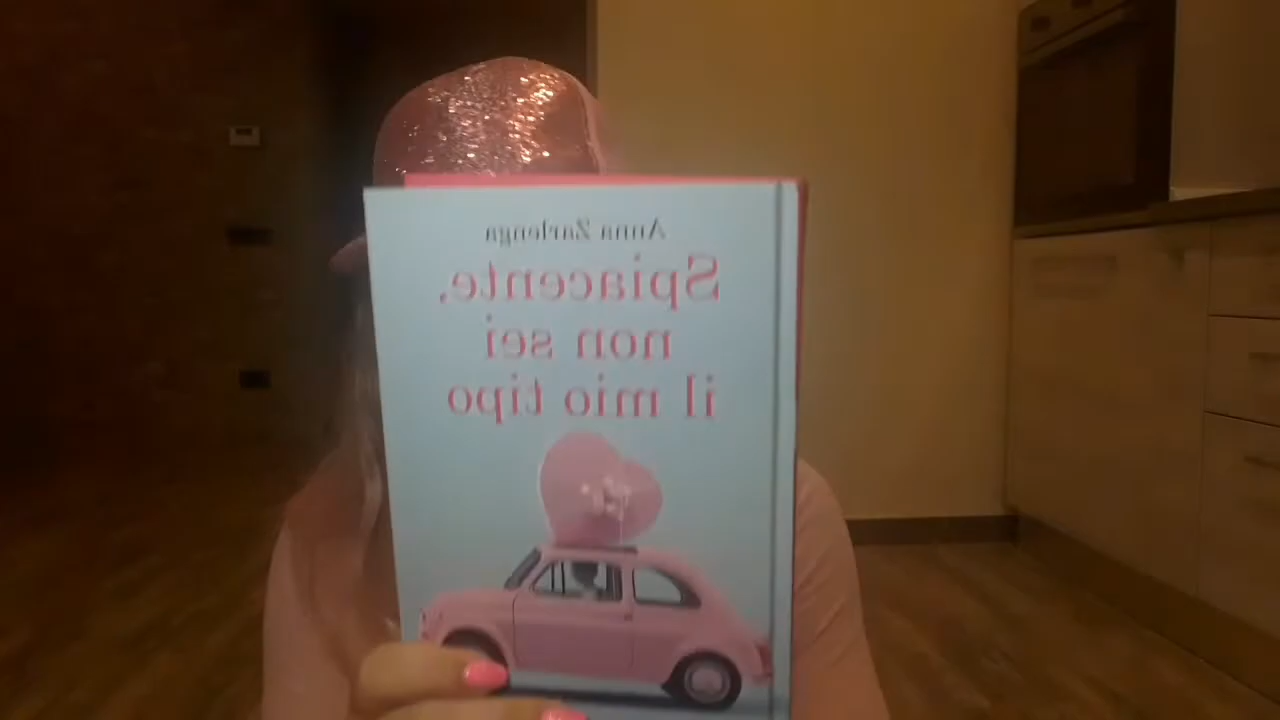 Anna Zarlenga
Spiacente,
non sei
il mio tipo